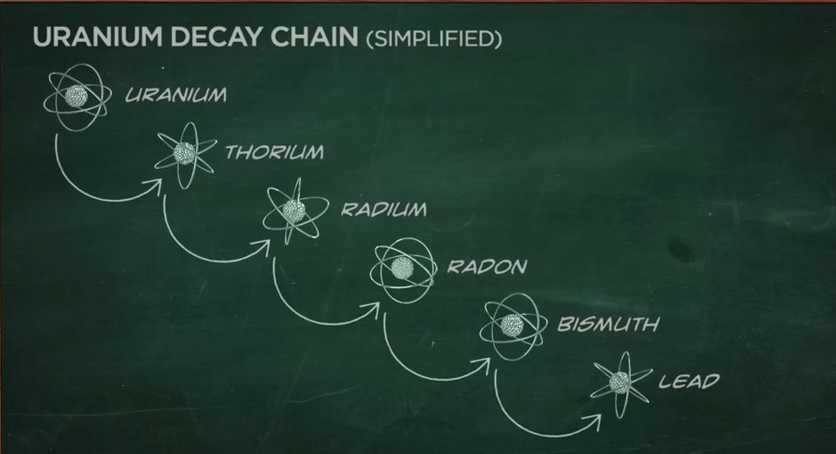 URANIUM DECAY CHAIN (SIMPLIFIED)
URANIUM
THORIUM
RADIUM
RADON
BISMUTH
LEAD